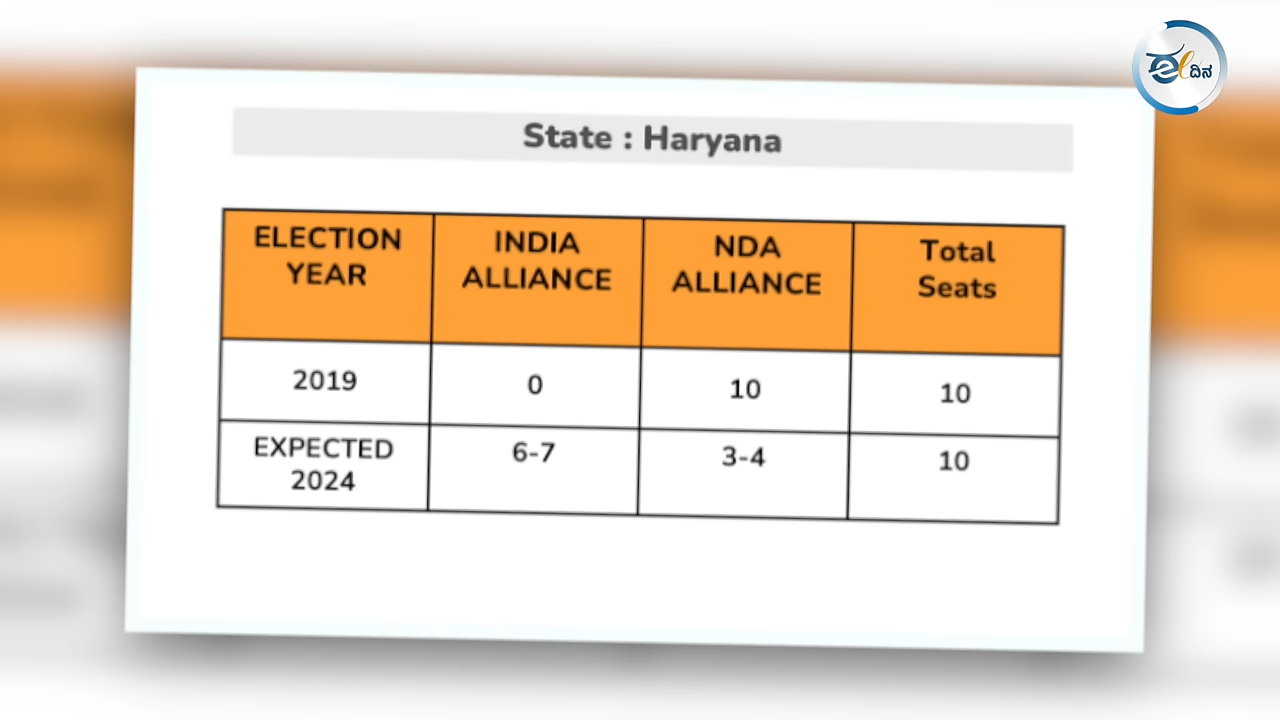 ಈ ದಿನ
State : Haryana
ELECTION YEAR | INDIA ALLIANCE | NDA ALLIANCE | Total Seats
2019 | 0 | 10 | 10
EXPECTED 2024 | 6-7 | 3-4 | 10